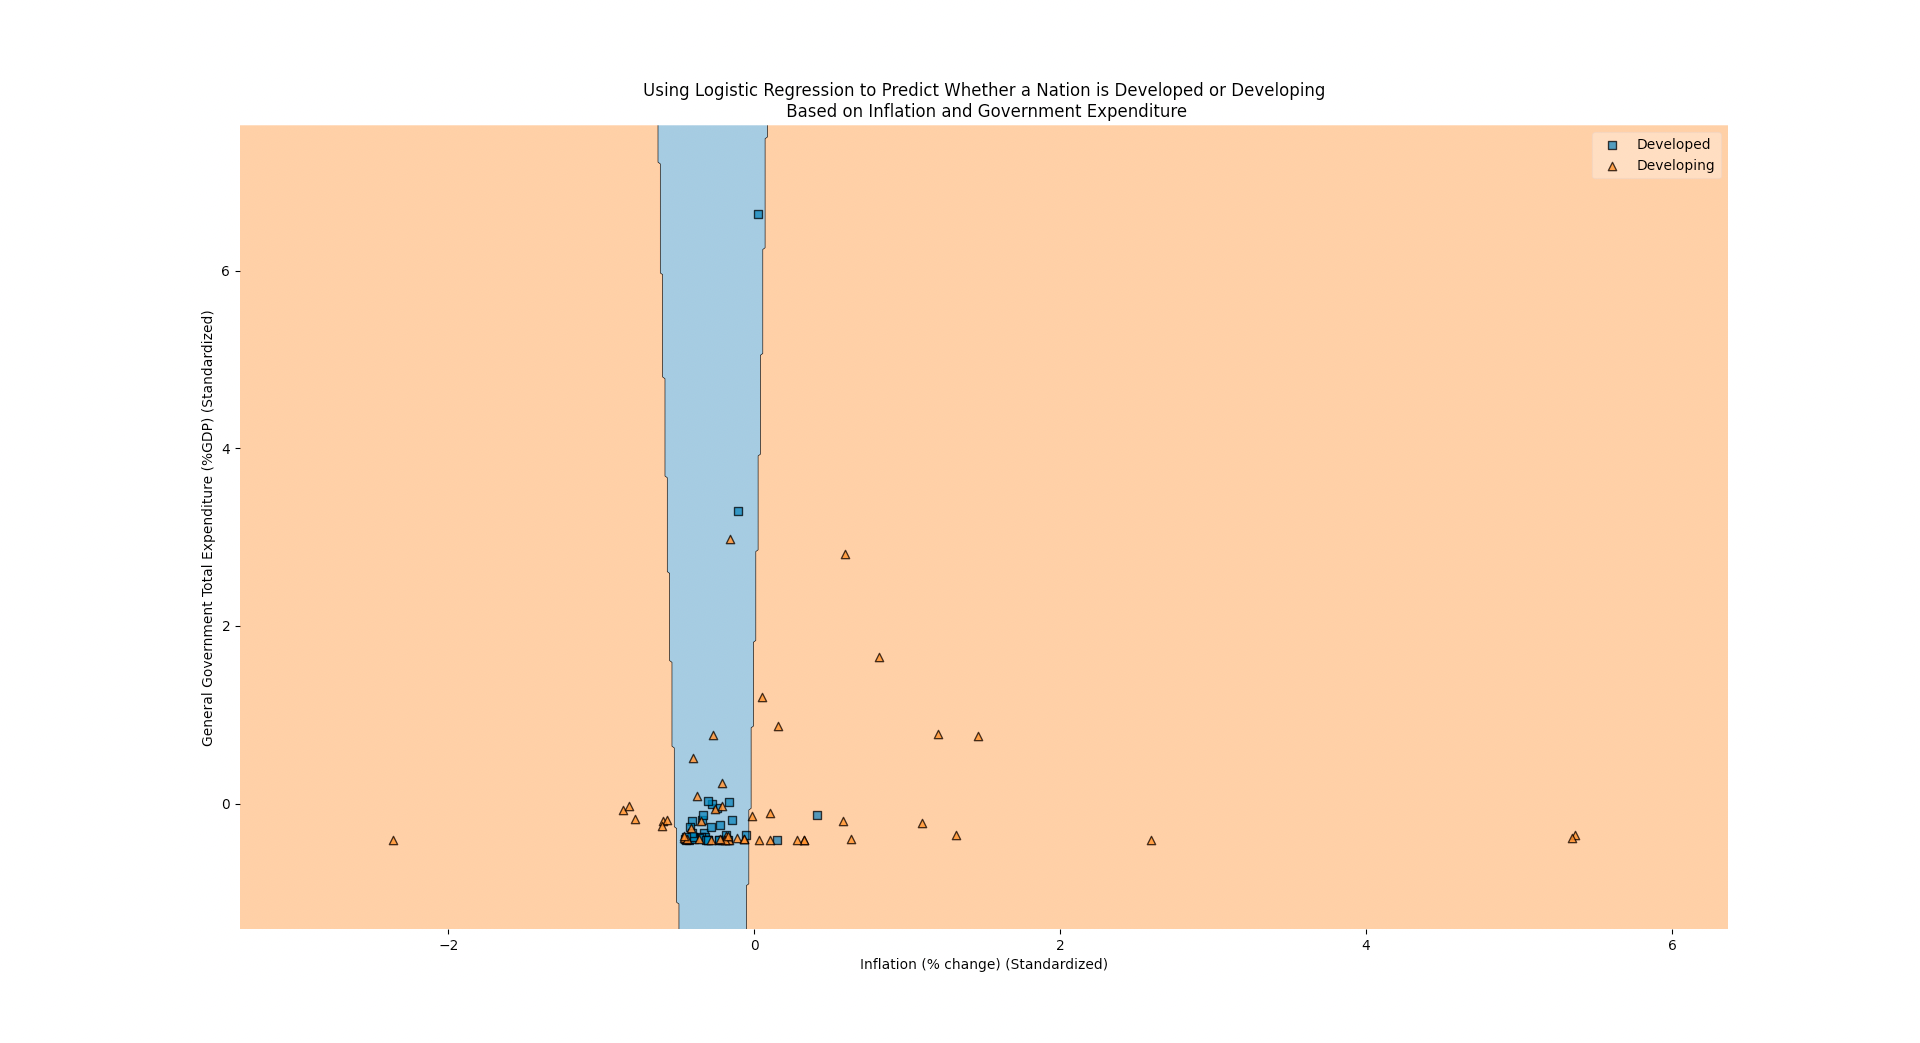 Using Logistic Regression to Predict Whether a Nation is Developed or Developing
Based on Inflation and Government Expenditure
Developed
Developing
General Government Total Expenditure (%GDP) (Standardized)
6
4
2
0
−2
0
2
4
6
Inflation (% change) (Standardized)